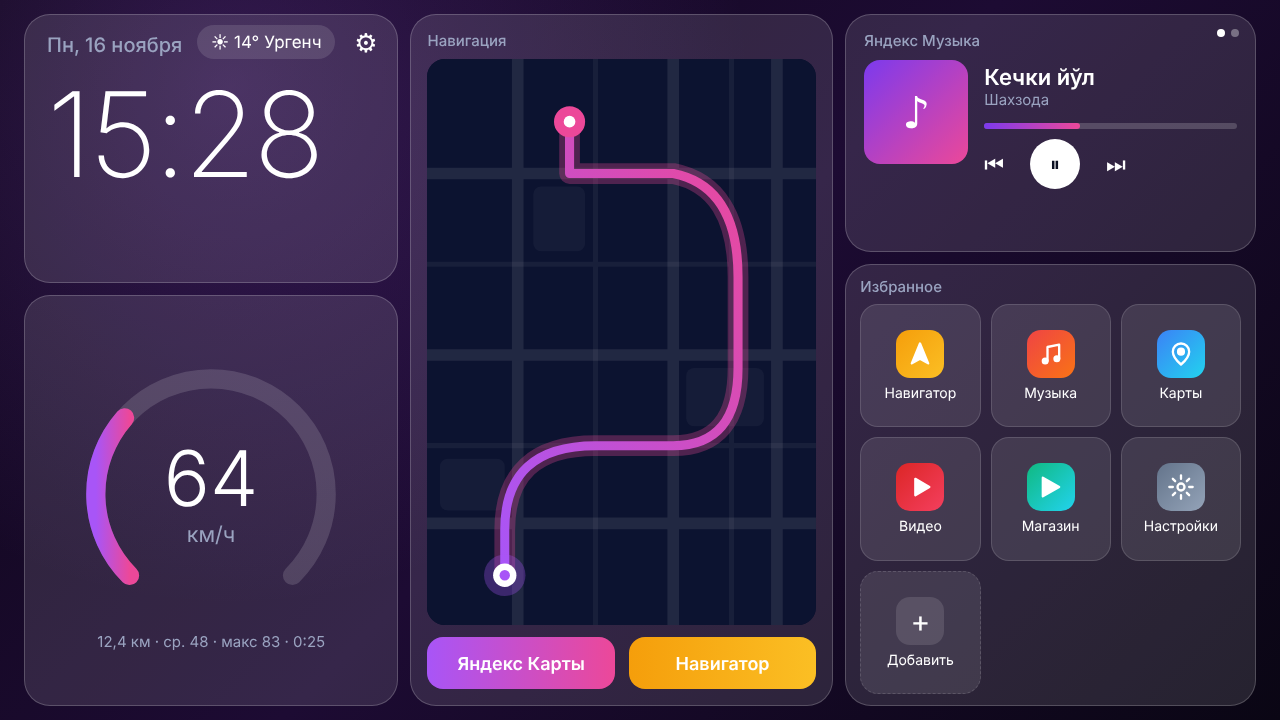 Пн, 16 ноября
14° Ургенч
15:28
64
км/ч
12,4 км · ср. 48 · макс 83 · 0:25
Навигация
Яндекс Карты
Навигатор
Яндекс Музыка
Кечки йўл
Шахзода
Избранное
Навигатор
Музыка
Карты
Видео
Магазин
Настройки
+
Добавить